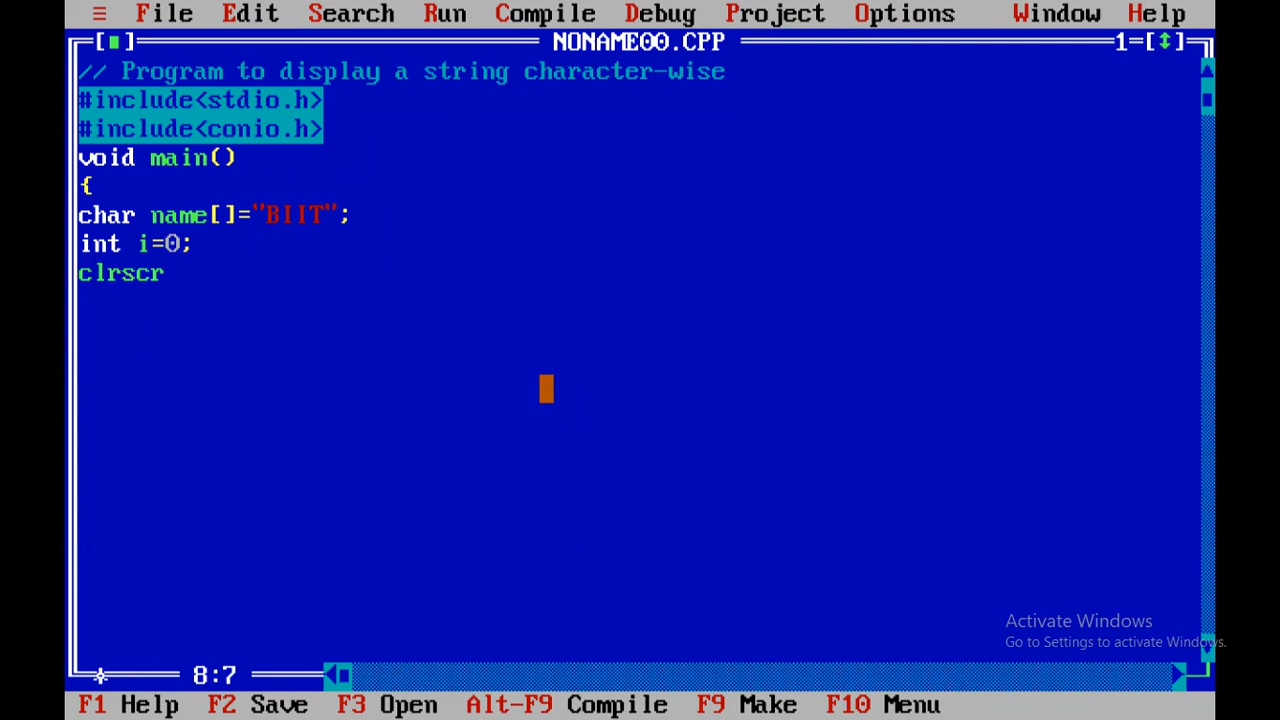 ≡ File Edit Search Run Compile Debug Project Options Window Help
[■] NONAME00.CPP 1=[↕]
// Program to display a string character-wise
#include<stdio.h>
#include<conio.h>
void main()
{
char name[]="BIIT";
int i=0;
clrscr
Activate Windows
Go to Settings to activate Windows.
* 8:7
F1 Help F2 Save F3 Open Alt-F9 Compile F9 Make F10 Menu